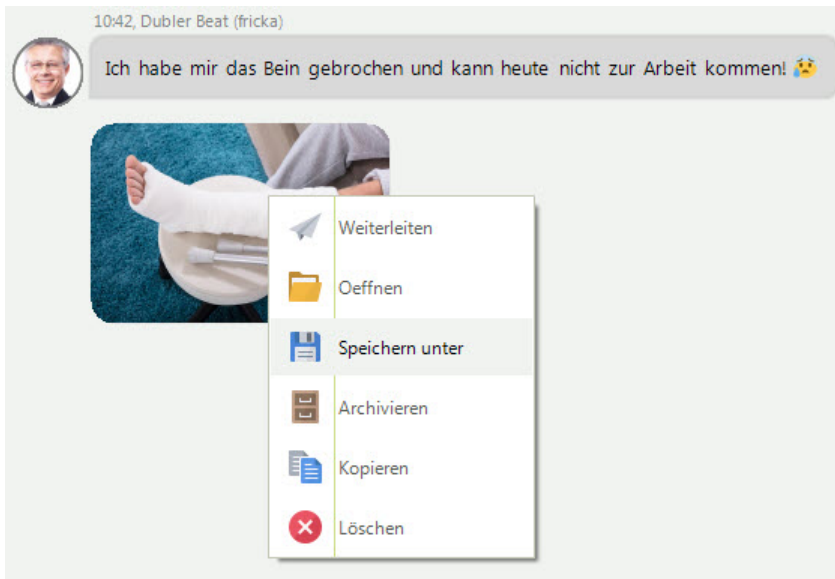 10:42, Dubler Beat (fricka)
Ich habe mir das Bein gebrochen und kann heute nicht zur Arbeit kommen! 😥
Weiterleiten
Oeffnen
Speichern unter
Archivieren
Kopieren
Löschen